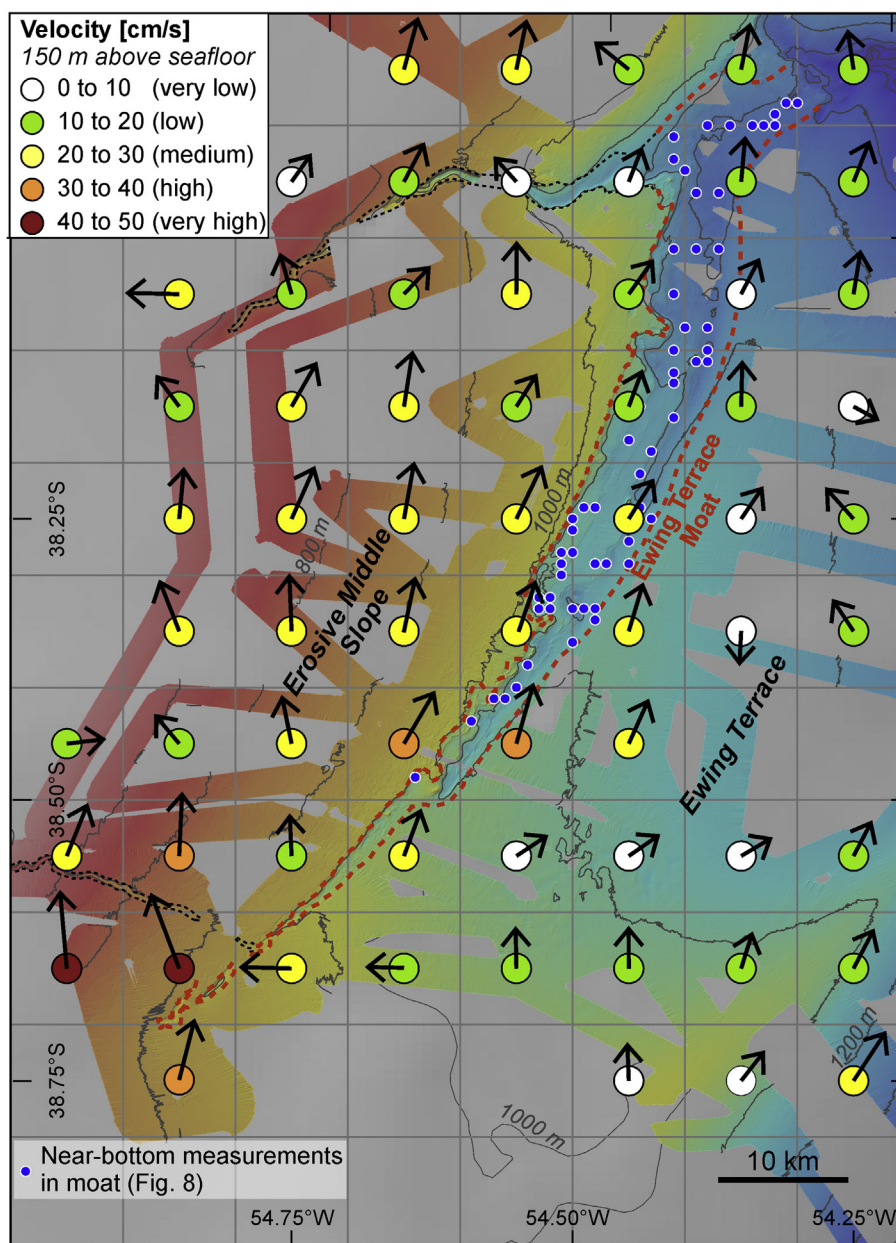 Velocity [cm/s]
150 m above seafloor
0 to 10 (very low)
10 to 20 (low)
20 to 30 (medium)
30 to 40 (high)
40 to 50 (very high)
38.25°S
800 m
1000 m
Erosive Middle
Slope
Ewing Terrace
Moat
Ewing Terrace
38.50°S
38.75°S
1000 m
1200 m
Near-bottom measurements
in moat (Fig. 8)
10 km
54.75°W
54.50°W
54.25°W